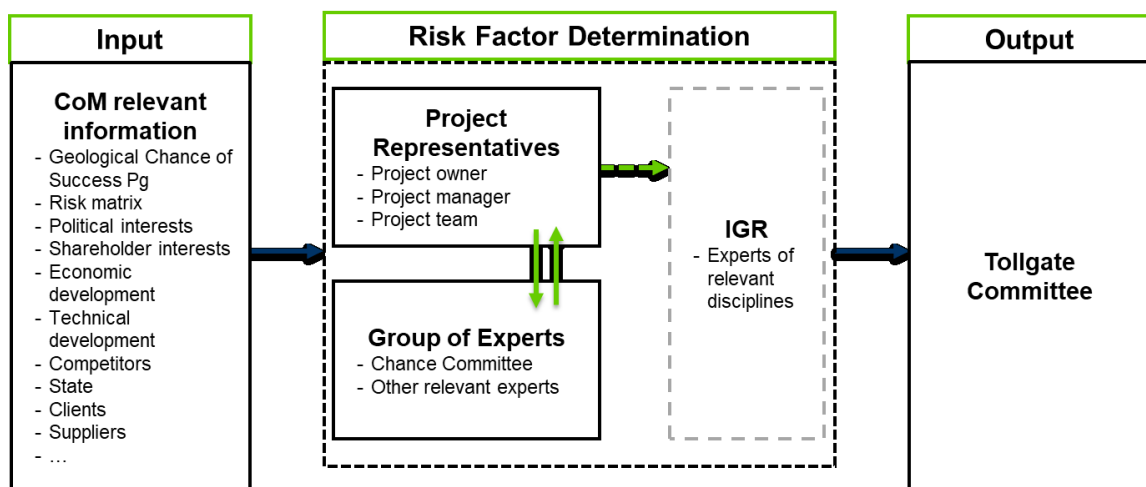 Input
CoM relevant
information
- Geological Chance of
Success Pg
- Risk matrix
- Political interests
- Shareholder interests
- Economic
development
- Technical
development
- Competitors
- State
- Clients
- Suppliers
- …
Risk Factor Determination
Project
Representatives
- Project owner
- Project manager
- Project team
Group of Experts
- Chance Committee
- Other relevant experts
IGR
- Experts of
relevant
disciplines
Output
Tollgate
Committee